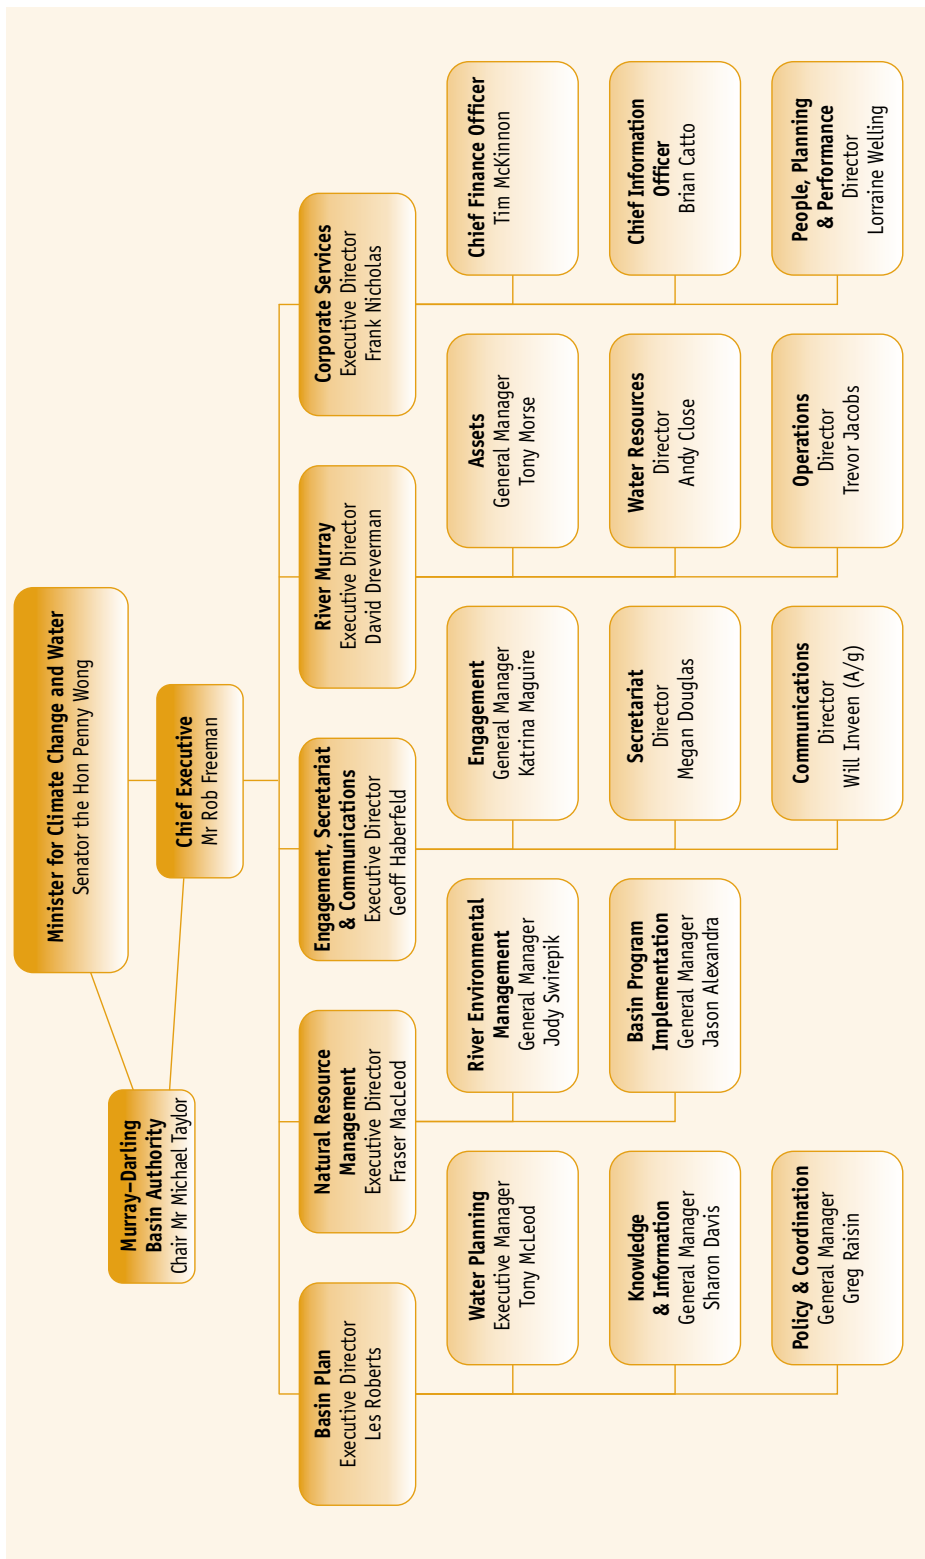 Minister for Climate Change and Water
Senator the Hon Penny Wong
Murray–Darling
Basin Authority
Chair Mr Michael Taylor
Chief Executive
Mr Rob Freeman
Basin Plan
Executive Director
Les Roberts
Natural Resource
Management
Executive Director
Fraser MacLeod
Engagement, Secretariat
& Communications
Executive Director
Geoff Haberfeld
River Murray
Executive Director
David Dreverman
Corporate Services
Executive Director
Frank Nicholas
Water Planning
Executive Manager
Tony McLeod
River Environmental
Management
General Manager
Jody Swirepik
Engagement
General Manager
Katrina Maguire
Assets
General Manager
Tony Morse
Chief Finance Officer
Tim McKinnon
Knowledge
& Information
General Manager
Sharon Davis
Basin Program
Implementation
General Manager
Jason Alexandra
Secretariat
Director
Megan Douglas
Water Resources
Director
Andy Close
Chief Information
Officer
Brian Catto
Policy & Coordination
General Manager
Greg Raisin
Communications
Director
Will Inveen (A/g)
Operations
Director
Trevor Jacobs
People, Planning
& Performance
Director
Lorraine Welling